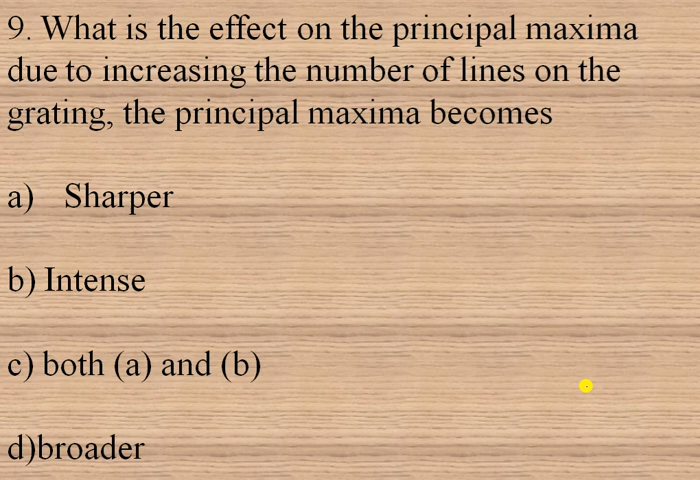 9. What is the effect on the principal maxima
due to increasing the number of lines on the
grating, the principal maxima becomes
a) Sharper
b) Intense
c) both (a) and (b)
d)broader